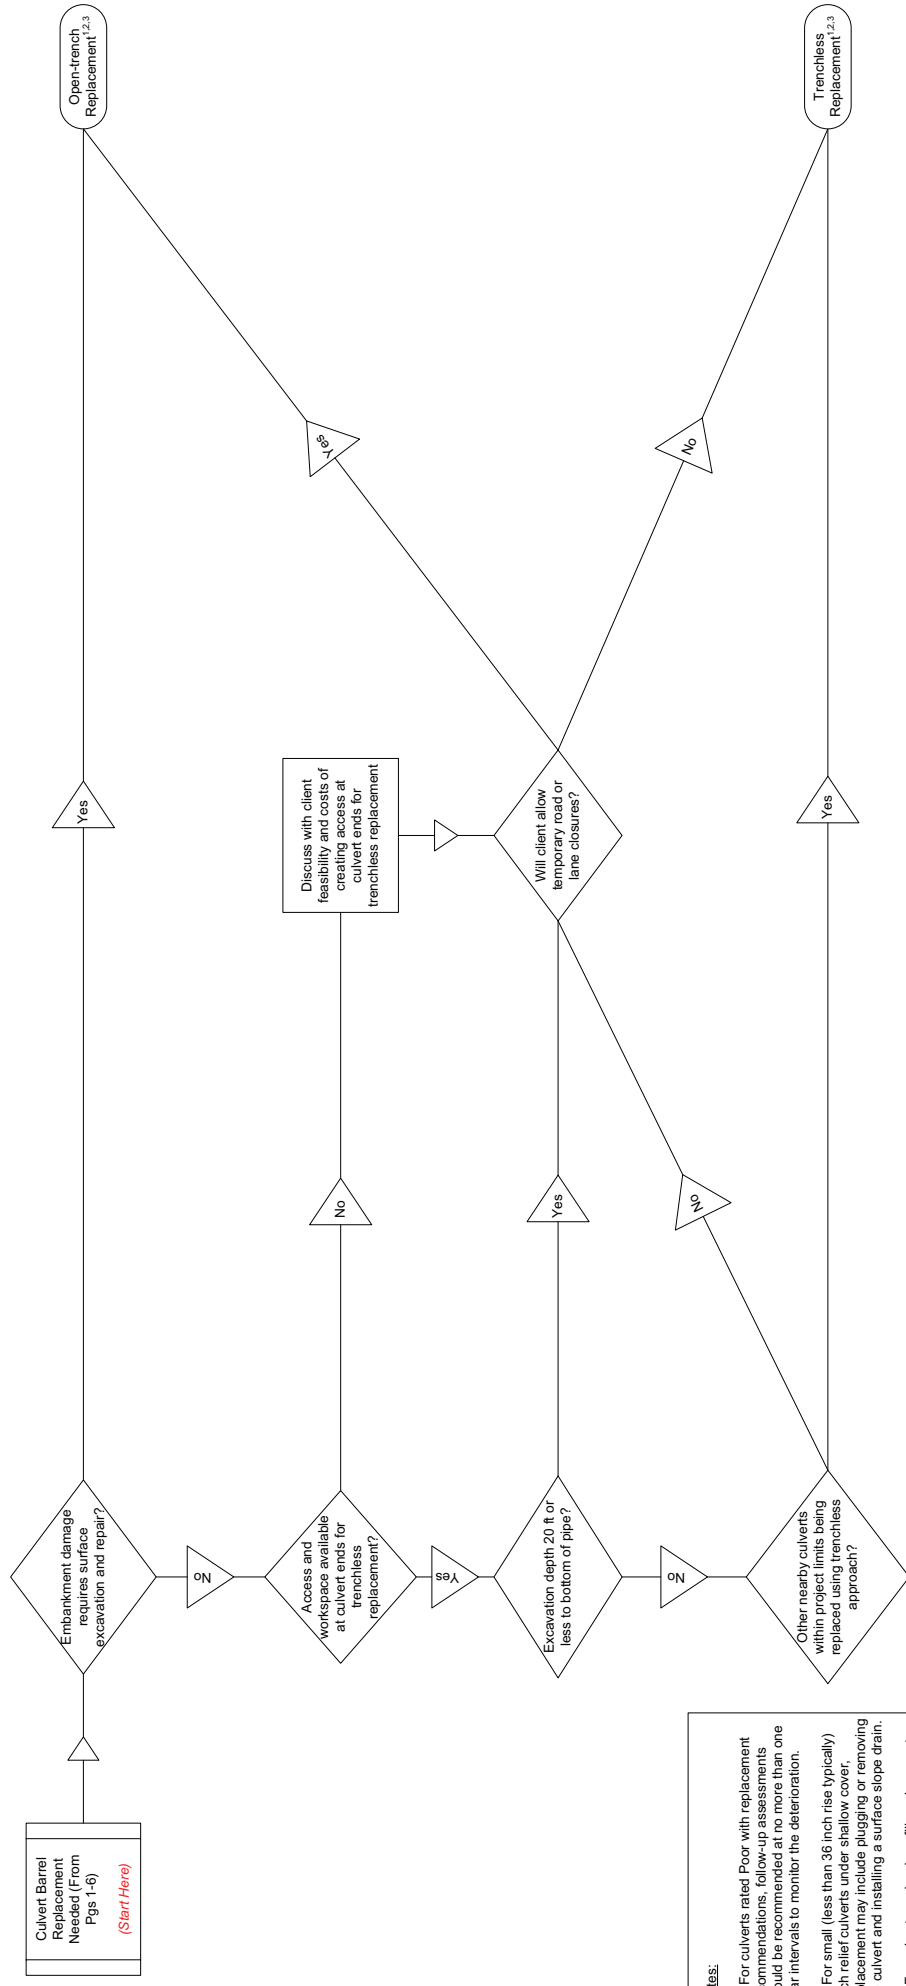 Culvert Barrel
Replacement
Needed (From
Pgs 1-6)
(Start Here)
Embankment damage
requires surface
excavation and repair?
Yes
Open-trench
Replacement1,2,3
No
Access and
workspace available
at culvert ends for
trenchless
replacement?
No
Discuss with client
feasibility and costs of
creating access at
culvert ends for
trenchless replacement
Yes
Excavation depth 20 ft or
less to bottom of pipe?
Yes
Will client allow
temporary road or
lane closures?
Yes
No
No
Other nearby culverts
within project limits being
replaced using trenchless
approach?
No
Yes
Trenchless
Replacement1,2,3
For culverts rated Poor with replacement
follow-up assessments
be recommended at no more than one
intervals to monitor the deterioration.
For small (less than 36 inch rise typically)
relief culverts under shallow cover,
may include plugging or removing
culvert and installing a surface slope drain.